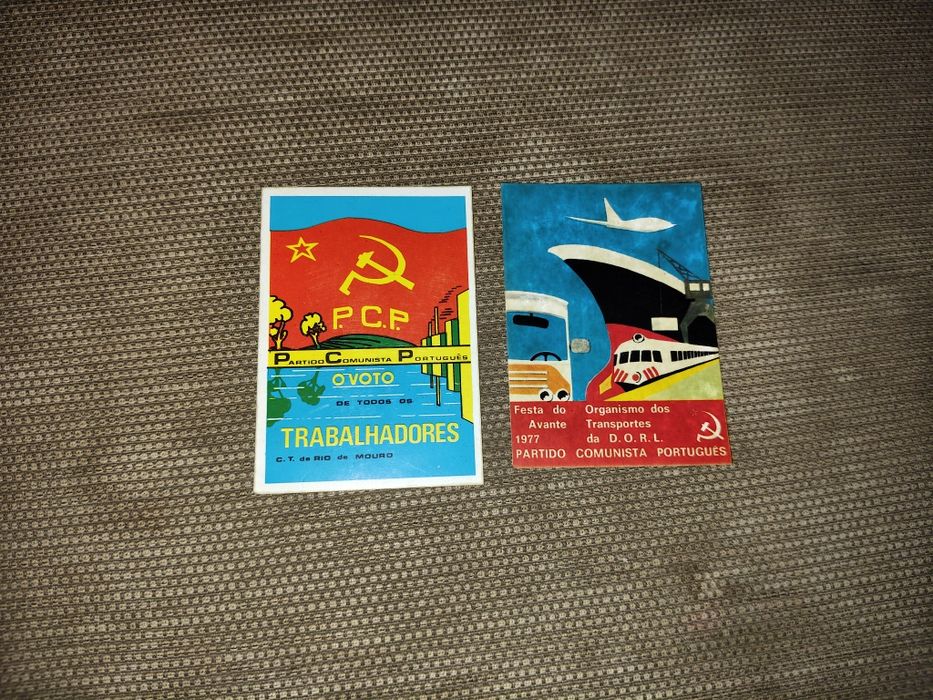 P.C.P.
PARTIDO COMUNISTA PORTUGUÊS
O VOTO
DE TODOS OS
TRABALHADORES
C.T. de RIO de MOURO
Festa do Organismo dos
Avante Transportes
1977 da D.O.R.L.
PARTIDO COMUNISTA PORTUGUÊS